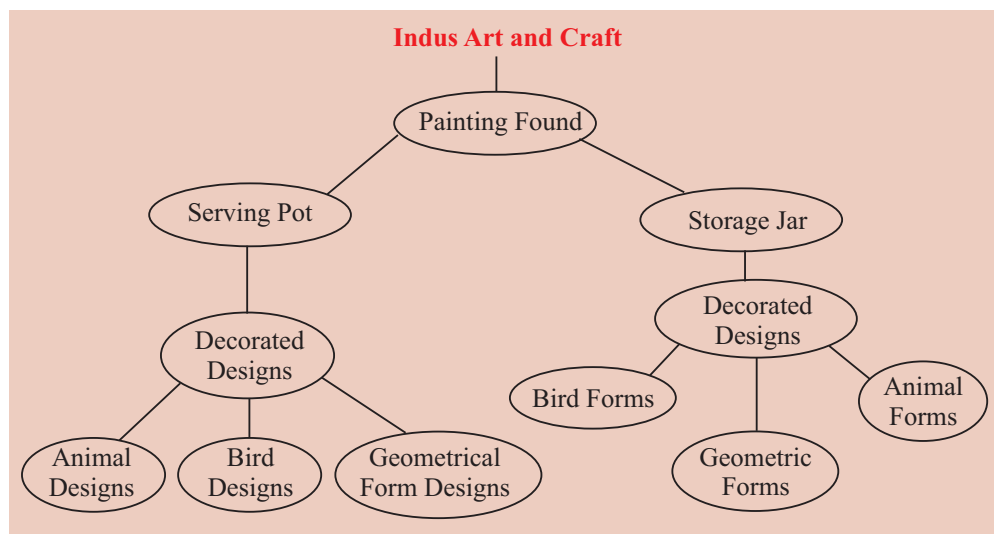 Indus Art and Craft
Painting Found
Serving Pot
Storage Jar
Decorated
Designs
Decorated
Designs
Animal
Designs
Bird
Designs
Geometrical
Form Designs
Bird Forms
Geometric
Forms
Animal
Forms